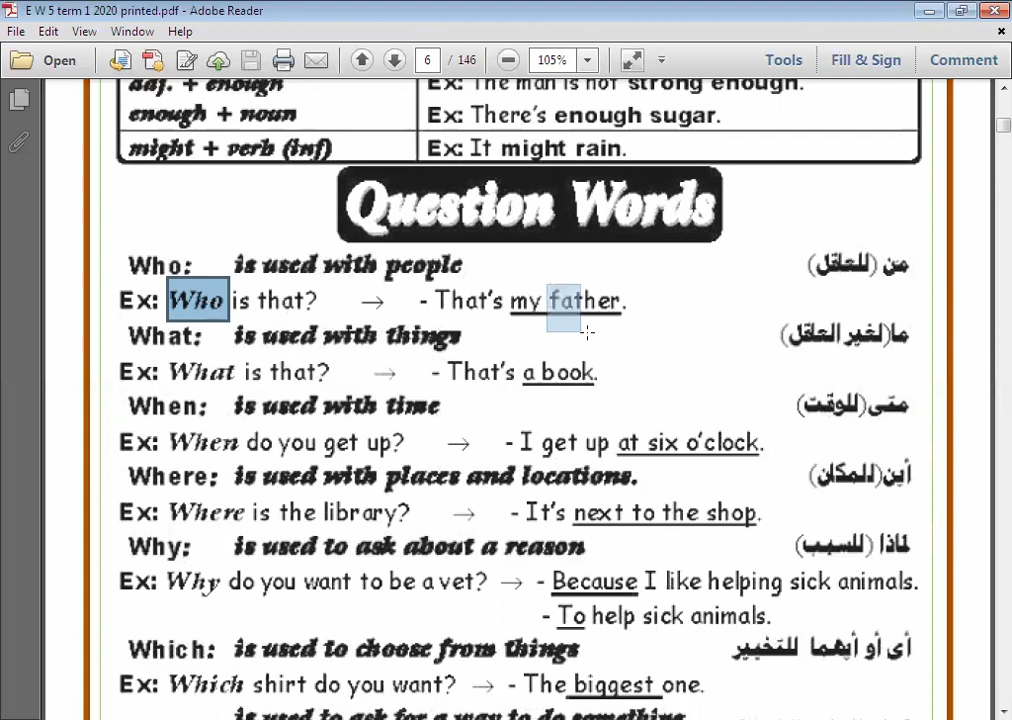 E W 5 term 1 2020 printed.pdf - Adobe Reader
File Edit View Window Help
Open 6 / 146 105% Tools Fill & Sign Comment
adj. + enough Ex: The man is not strong enough.
enough + noun Ex: There's enough sugar.
might + verb (inf) Ex: It might rain.
Question Words
Who: is used with people من (للعاقل)
Ex: Who is that? → - That's my father.
What: is used with things ما(لغير العاقل)
Ex: What is that? → - That's a book.
When: is used with time متى(للوقت)
Ex: When do you get up? → - I get up at six o'clock.
Where: is used with places and locations. أين(للمكان)
Ex: Where is the library? → - It's next to the shop.
Why: is used to ask about a reason لماذا (للسبب)
Ex: Why do you want to be a vet? → - Because I like helping sick animals.
- To help sick animals.
Which: is used to choose from things أى أو أيهما للتخيير
Ex: Which shirt do you want? → - The biggest one.
is used to ask for a way to do something